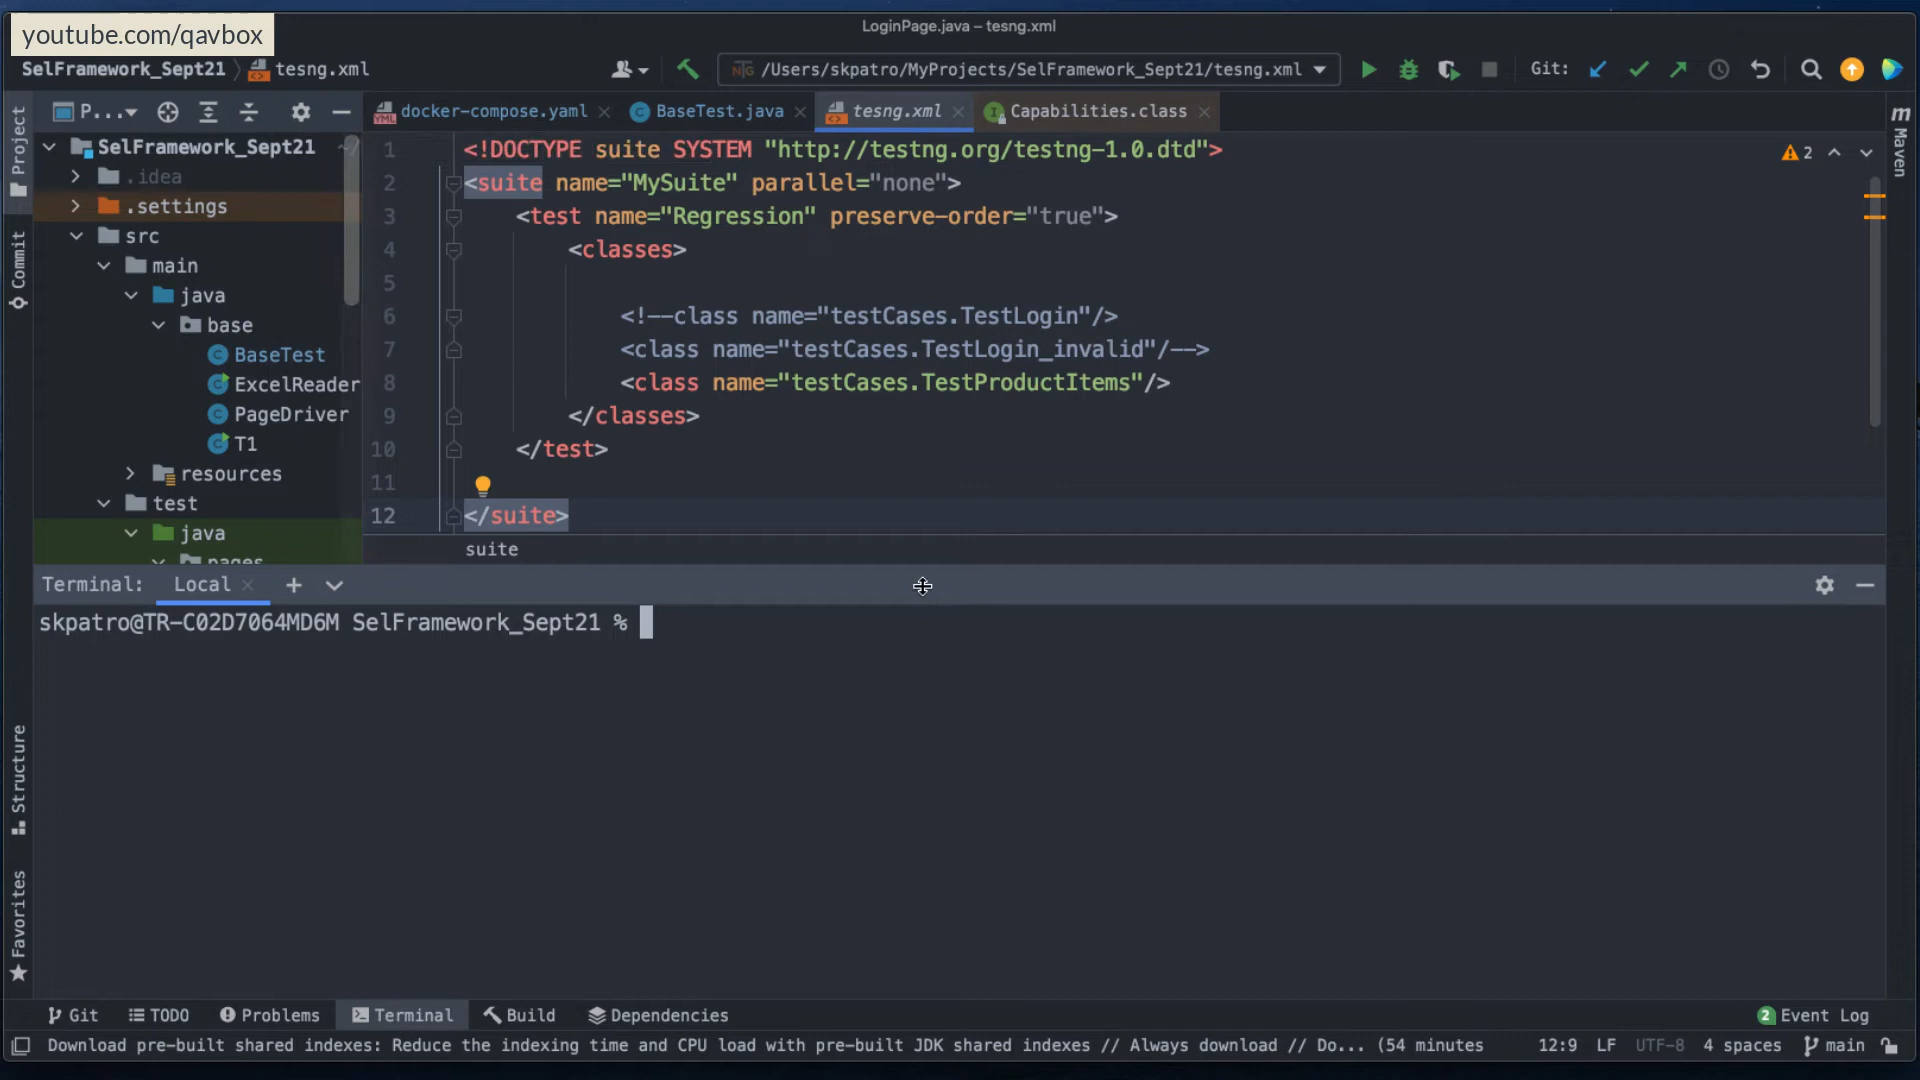 LoginPage.java – tesng.xml
youtube.com/qavbox
SelFramework_Sept21 tesng.xml
/Users/skpatro/MyProjects/SelFramework_Sept21/tesng.xml
Git:
Project
Commit
Structure
Favorites
P...
SelFramework_Sept21
.idea
.settings
src
main
java
base
BaseTest
ExcelReader
PageDriver
T1
resources
test
java
pages
docker-compose.yaml
BaseTest.java
tesng.xml
Capabilities.class
Maven
2
1 <!DOCTYPE suite SYSTEM "http://testng.org/testng-1.0.dtd">
2 <suite name="MySuite" parallel="none">
3 <test name="Regression" preserve-order="true">
4 <classes>
5
6 <!--class name="testCases.TestLogin"/>
7 <class name="testCases.TestLogin_invalid"/-->
8 <class name="testCases.TestProductItems"/>
9 </classes>
10 </test>
11
12 </suite>
suite
Terminal: Local
skpatro@TR-C02D7064MD6M SelFramework_Sept21 %
Git TODO Problems Terminal Build Dependencies 2 Event Log
Download pre-built shared indexes: Reduce the indexing time and CPU load with pre-built JDK shared indexes // Always download // Do... (54 minutes 12:9 LF UTF-8 4 spaces main